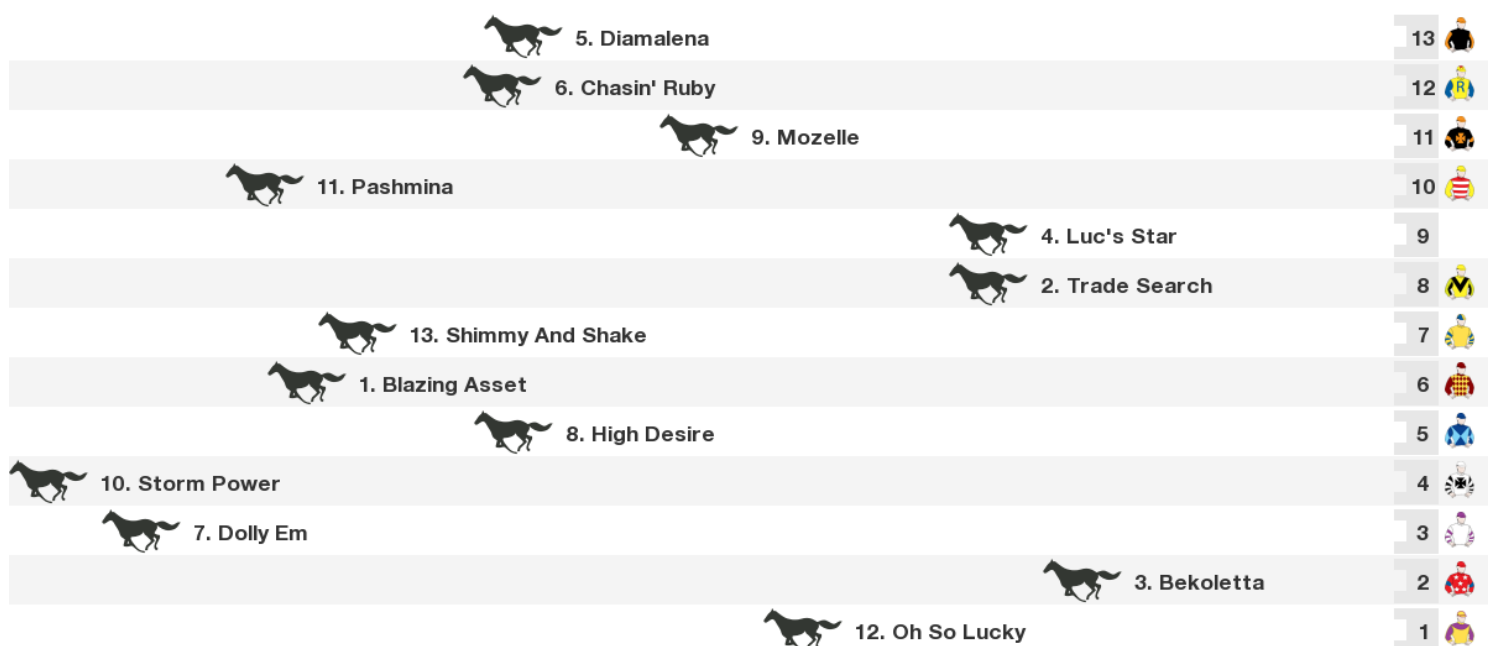 5. Diamalena 13
6. Chasin' Ruby 12 R
9. Mozelle 11
11. Pashmina 10
4. Luc's Star 9
2. Trade Search 8
13. Shimmy And Shake 7
1. Blazing Asset 6
8. High Desire 5
10. Storm Power 4
7. Dolly Em 3
3. Bekoletta 2
12. Oh So Lucky 1